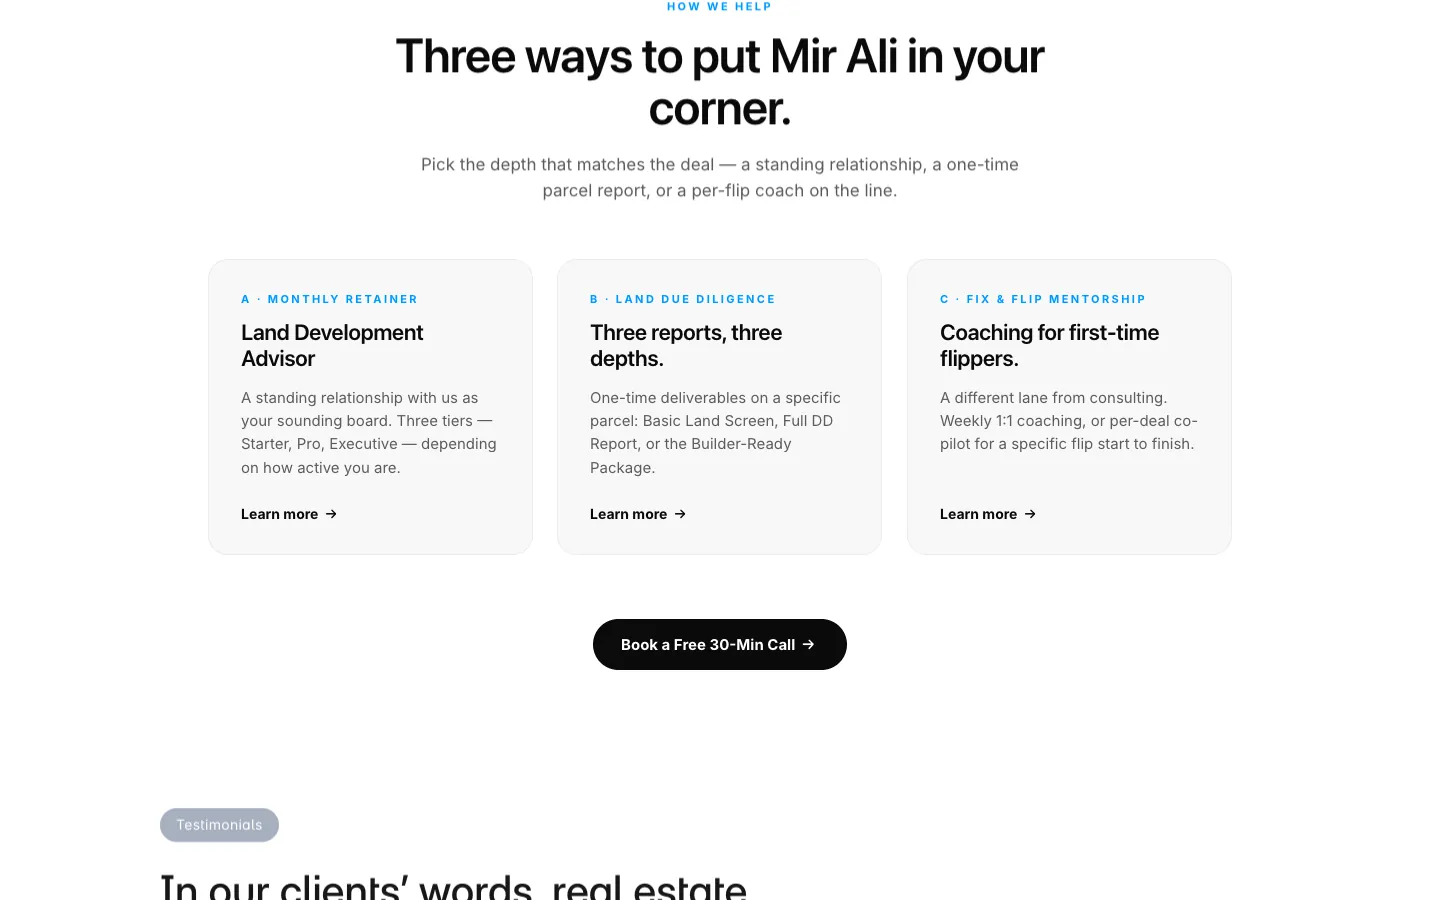 HOW WE HELP
Three ways to put Mir Ali in your
corner.
Pick the depth that matches the deal — a standing relationship, a one-time
parcel report, or a per-flip coach on the line.
A · MONTHLY RETAINER
Land Development
Advisor
A standing relationship with us as
your sounding board. Three tiers —
Starter, Pro, Executive — depending
on how active you are.
Learn more →
B · LAND DUE DILIGENCE
Three reports, three
depths.
One-time deliverables on a specific
parcel: Basic Land Screen, Full DD
Report, or the Builder-Ready
Package.
Learn more →
C · FIX & FLIP MENTORSHIP
Coaching for first-time
flippers.
A different lane from consulting.
Weekly 1:1 coaching, or per-deal co-
pilot for a specific flip start to finish.
Learn more →
Book a Free 30-Min Call →
Testimonials
In our clients’ words, real estate